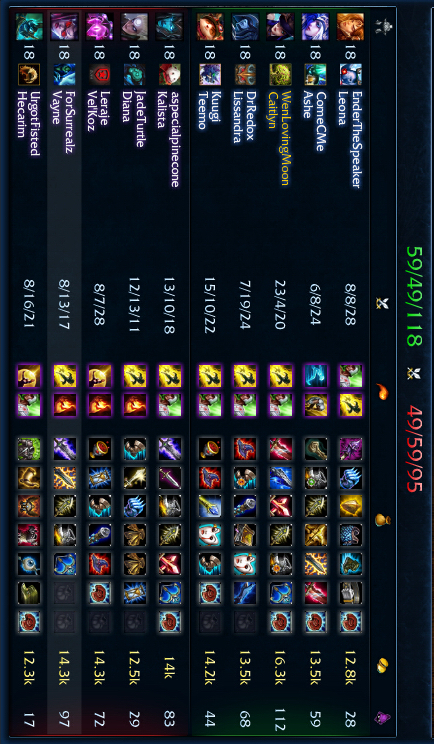 59/49/118 49/59/95
18 EnderTheSpeaker 8/8/28 12.8k 28
Leona
18 ComeCMe 6/8/24 13.5k 59
Ashe
18 WenLovingMoon 23/4/20 16.3k 112
Caitlyn
18 DrRedox 7/19/24 13.5k 68
Lissandra
18 Kuugi 15/10/22 14.2k 44
Teemo
18 aspecialpinecone 13/10/18 14k 83
Kalista
18 JadeTurtle 12/13/11 12.5k 29
Diana
18 Leraje 8/7/28 14.3k 72
Vel'Koz
18 ForSurrealz 8/13/17 14.3k 97
Vayne
18 UrgotFisted 8/16/21 12.3k 17
Hecarim